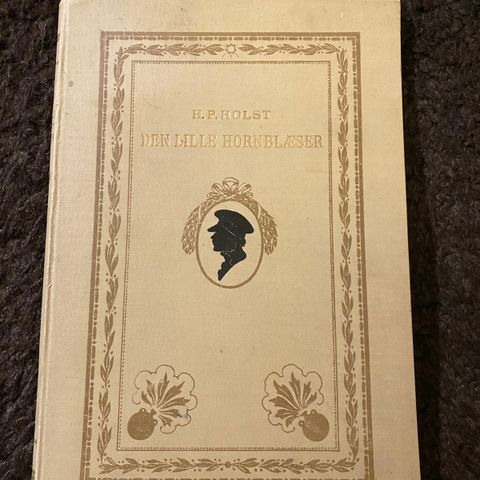 H.P. HOLST
DEN LILLE HORNBLÆSER